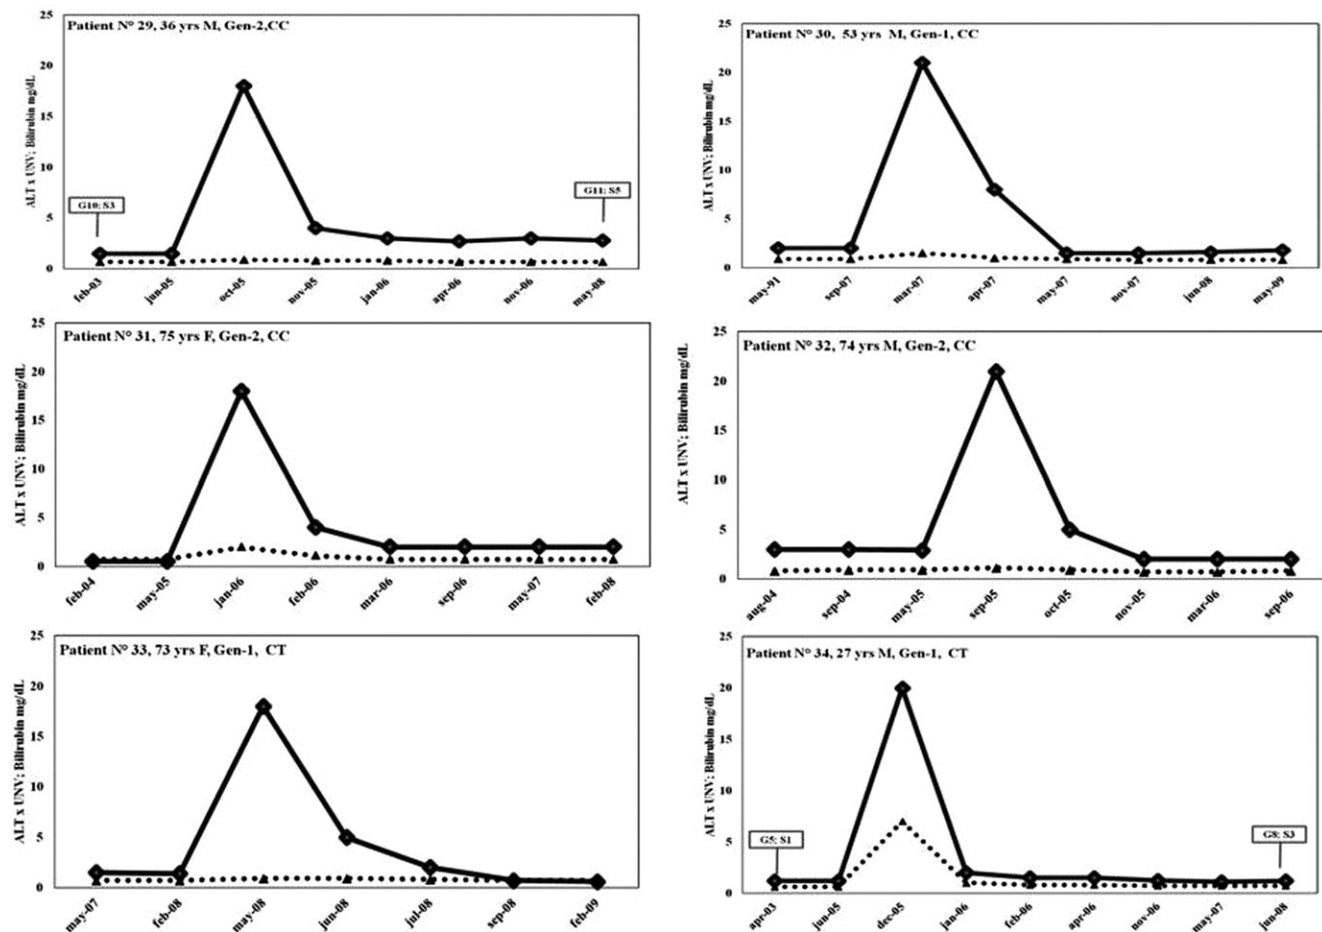 Patient N° 29, 36 yrs M, Gen-2,CC
ALT x UNV; Bilirubin mg/dL
25
20
15
10
5
0
G10; S3
G11; S5
feb-03 jun-05 oct-05 nov-05 jan-06 apr-06 nov-06 may-08
Patient N° 30, 53 yrs M, Gen-1, CC
ALT x UNV; Bilirubin mg/dL
25
20
15
10
5
0
may-91 sep-07 mar-07 apr-07 may-07 nov-07 jun-08 may-09
Patient N° 31, 75 yrs F, Gen-2, CC
ALT x UNV; Bilirubin mg/dL
25
20
15
10
5
0
feb-04 may-05 jan-06 feb-06 mar-06 sep-06 may-07 feb-08
Patient N° 32, 74 yrs M, Gen-2, CC
ALT x UNV; Bilirubin mg/dL
25
20
15
10
5
0
aug-04 sep-04 may-05 sep-05 oct-05 nov-05 mar-06 sep-06
Patient N° 33, 73 yrs F, Gen-1, CT
ALT x UNV; Bilirubin mg/dL
25
20
15
10
5
0
may-07 feb-08 may-08 jun-08 jul-08 sep-08 feb-09
Patient N° 34, 27 yrs M, Gen-1, CT
ALT x UNV; Bilirubin mg/dL
25
20
15
10
5
0
G5; S1
G8; S3
apr-03 jun-05 dec-05 jan-06 feb-06 apr-06 nov-06 may-07 jun-08